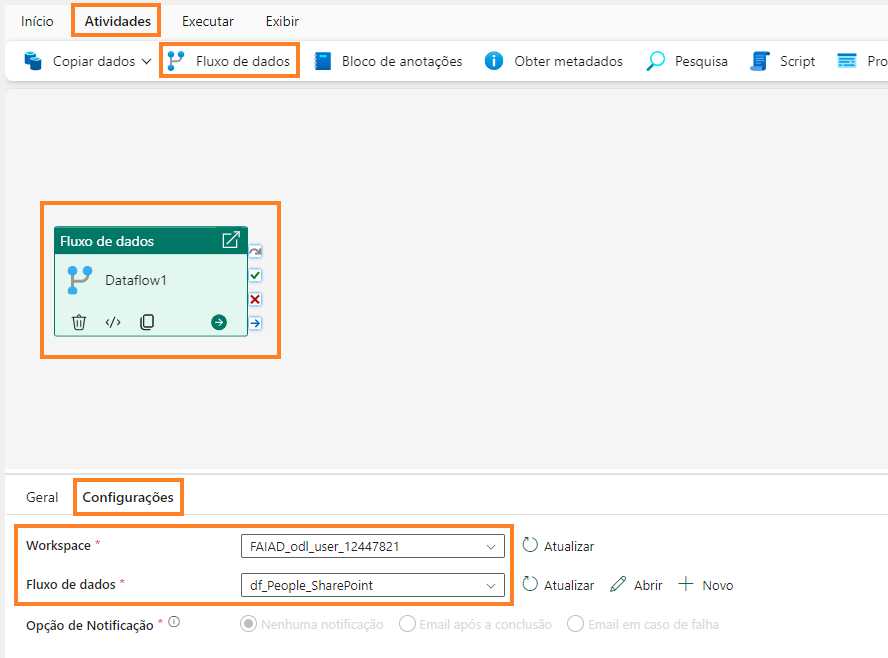 Início Atividades Executar Exibir
Copiar dados Fluxo de dados Bloco de anotações Obter metadados Pesquisa Script Pro
Fluxo de dados
Dataflow1
Geral Configurações
Workspace * FAIAD_odl_user_12447821 Atualizar
Fluxo de dados * df_People_SharePoint Atualizar Abrir Novo
Opção de Notificação * Nenhuma notificação Email após a conclusão Email em caso de falha